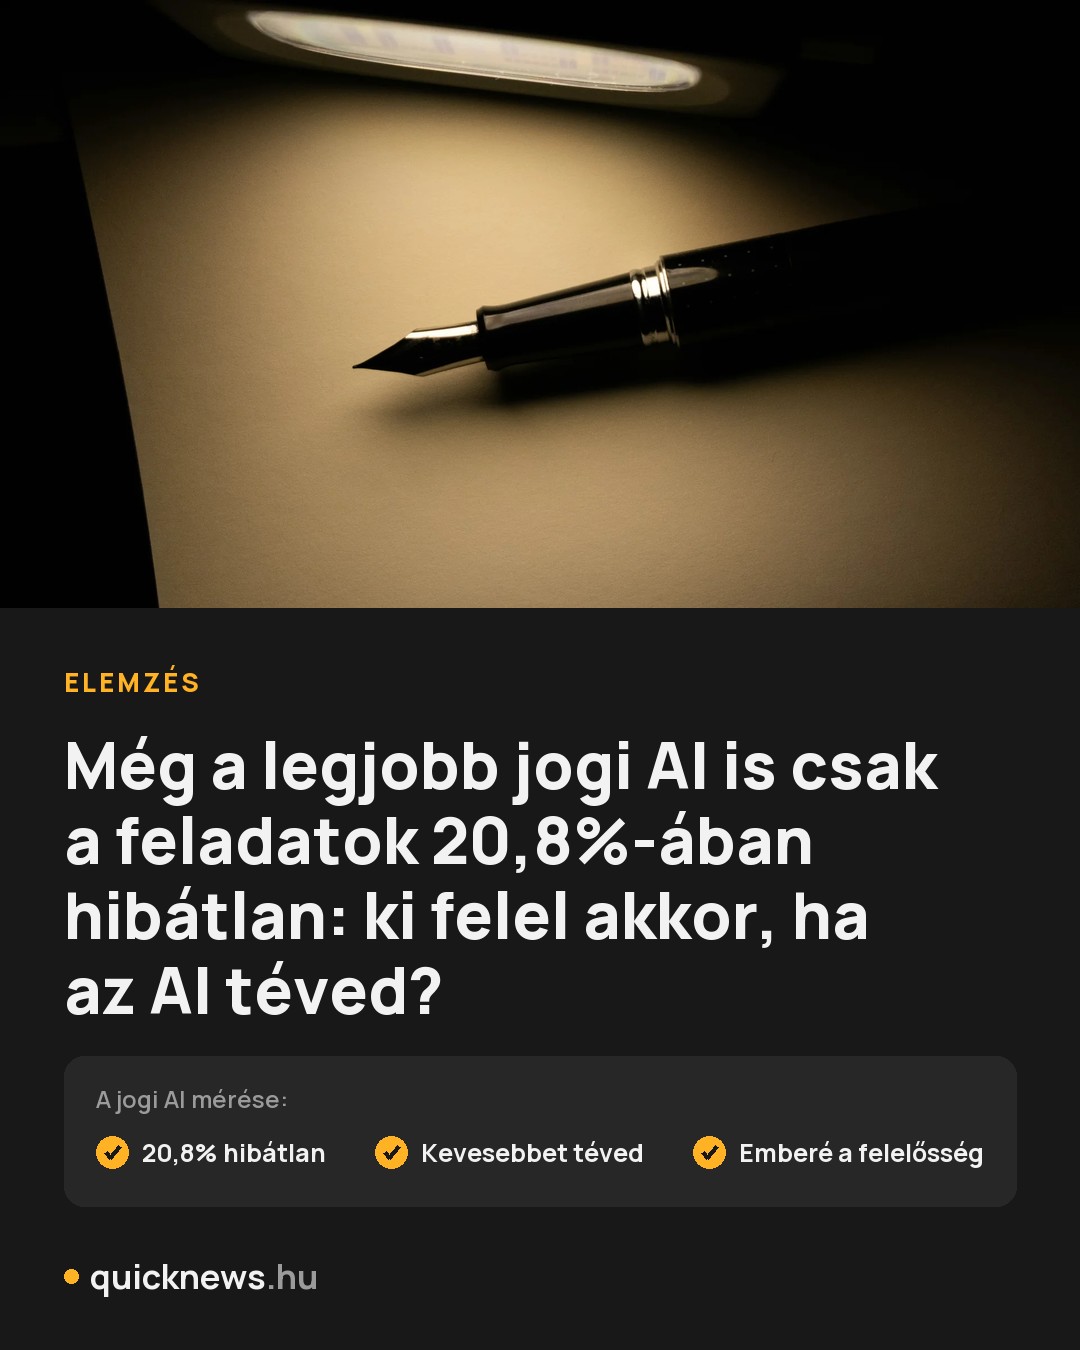 ELEMZÉS
Még a legjobb jogi AI is csak
a feladatok 20,8%-ában
hibátlan: ki felel akkor, ha
az AI téved?
A jogi AI mérése:
20,8% hibátlan Kevesebbet téved Emberé a felelősség
quicknews.hu